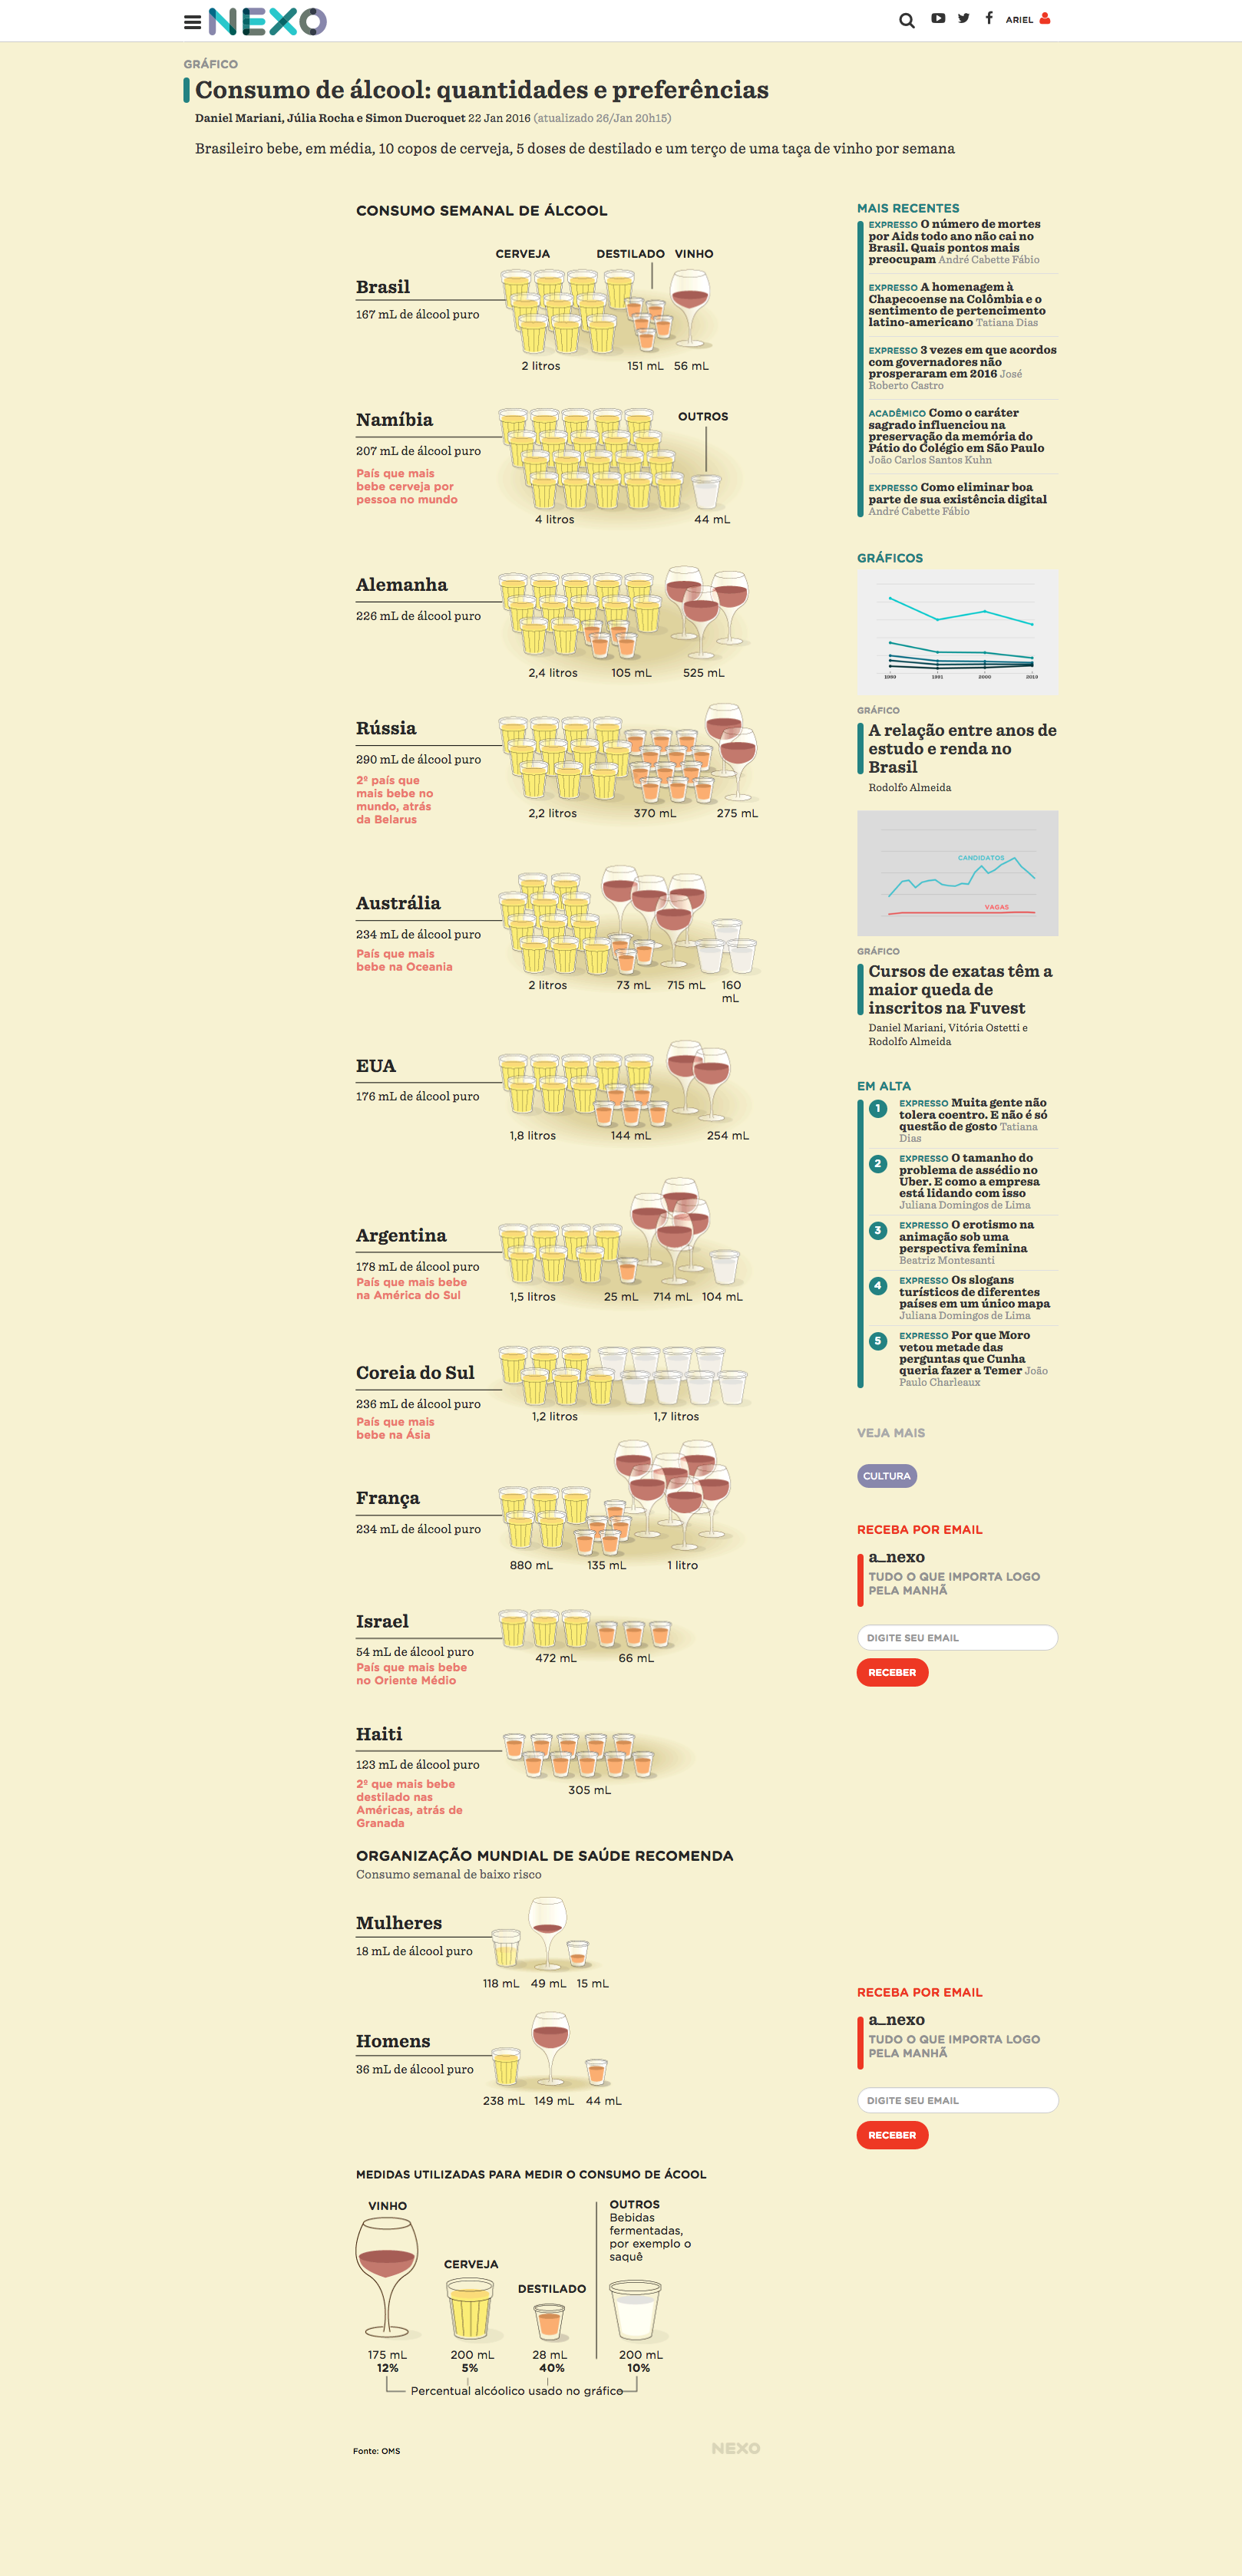 NEXO
ARIEL
GRÁFICO
Consumo de álcool: quantidades e preferências
Daniel Mariani, Júlia Rocha e Simon Ducroquet 22 Jan 2016 (atualizado 26/Jan 20h15)
Brasileiro bebe, em média, 10 copos de cerveja, 5 doses de destilado e um terço de uma taça de vinho por semana
CONSUMO SEMANAL DE ÁLCOOL
CERVEJA
DESTILADO
VINHO
Brasil
167 mL de álcool puro
2 litros
151 mL
56 mL
Namíbia
207 mL de álcool puro
País que mais
bebe cerveja por
pessoa no mundo
OUTROS
4 litros
44 mL
Alemanha
226 mL de álcool puro
2,4 litros
105 mL
525 mL
Rússia
290 mL de álcool puro
2º país que
mais bebe no
mundo, atrás
da Belarus
2,2 litros
370 mL
275 mL
Austrália
234 mL de álcool puro
País que mais
bebe na Oceania
2 litros
73 mL
715 mL
160
mL
EUA
176 mL de álcool puro
1,8 litros
144 mL
254 mL
Argentina
178 mL de álcool puro
País que mais bebe
na América do Sul
1,5 litros
25 mL
714 mL
104 mL
Coreia do Sul
236 mL de álcool puro
País que mais
bebe na Ásia
1,2 litros
1,7 litros
França
234 mL de álcool puro
880 mL
135 mL
1 litro
Israel
54 mL de álcool puro
País que mais bebe
no Oriente Médio
472 mL
66 mL
Haiti
123 mL de álcool puro
2º que mais bebe
destilado nas
Américas, atrás de
Granada
305 mL
ORGANIZAÇÃO MUNDIAL DE SAÚDE RECOMENDA
Consumo semanal de baixo risco
Mulheres
18 mL de álcool puro
118 mL
49 mL
15 mL
Homens
36 mL de álcool puro
238 mL
149 mL
44 mL
MEDIDAS UTILIZADAS PARA MEDIR O CONSUMO DE ÁCOOL
VINHO
CERVEJA
DESTILADO
OUTROS
Bebidas
fermentadas,
por exemplo o
saquê
175 mL
12%
200 mL
5%
28 mL
40%
200 mL
10%
Percentual alcóolico usado no gráfico
Fonte: OMS
NEXO
MAIS RECENTES
EXPRESSO O número de mortes
por Aids todo ano não cai no
Brasil. Quais pontos mais
preocupam André Cabette Fábio
EXPRESSO A homenagem à
Chapecoense na Colômbia e o
sentimento de pertencimento
latino-americano Tatiana Dias
EXPRESSO 3 vezes em que acordos
com governadores não
prosperaram em 2016 José
Roberto Castro
ACADÊMICO Como o caráter
sagrado influenciou na
preservação da memória do
Pátio do Colégio em São Paulo
João Carlos Santos Kuhn
EXPRESSO Como eliminar boa
parte de sua existência digital
André Cabette Fábio
GRÁFICOS
1991
2000
2010
GRÁFICO
A relação entre anos de
estudo e renda no
Brasil
Rodolfo Almeida
CANDIDATOS
VAGAS
GRÁFICO
Cursos de exatas têm a
maior queda de
inscritos na Fuvest
Daniel Mariani, Vitória Ostetti e
Rodolfo Almeida
EM ALTA
1
EXPRESSO Muita gente não
tolera coentro. E não é só
questão de gosto Tatiana
Dias
2
EXPRESSO O tamanho do
problema de assédio no
Uber. E como a empresa
está lidando com isso
Juliana Domingos de Lima
3
EXPRESSO O erotismo na
animação sob uma
perspectiva feminina
Beatriz Montesanti
4
EXPRESSO Os slogans
turísticos de diferentes
países em um único mapa
Juliana Domingos de Lima
5
EXPRESSO Por que Moro
vetou metade das
perguntas que Cunha
queria fazer a Temer João
Paulo Charleaux
VEJA MAIS
CULTURA
RECEBA POR EMAIL
a_nexo
TUDO O QUE IMPORTA LOGO
PELA MANHÃ
DIGITE SEU EMAIL
RECEBER
RECEBA POR EMAIL
a_nexo
TUDO O QUE IMPORTA LOGO
PELA MANHÃ
DIGITE SEU EMAIL
RECEBER